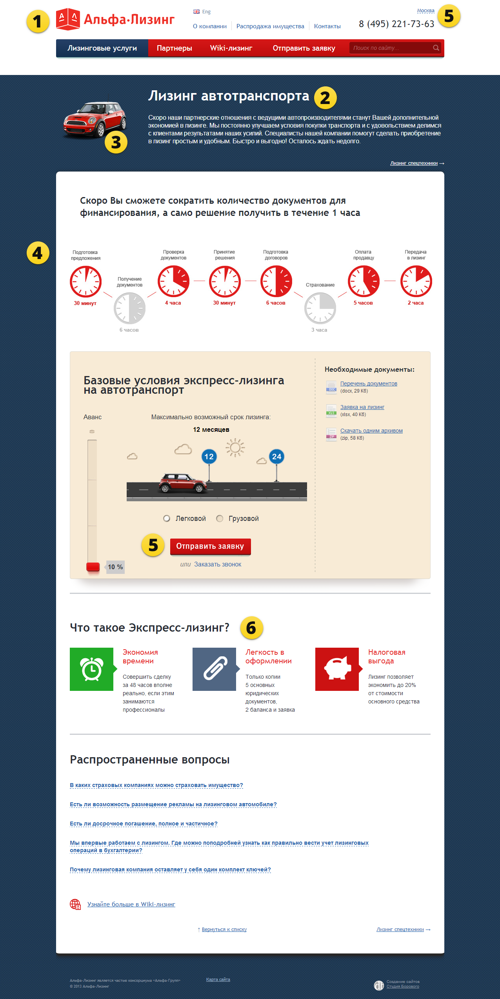 1
Альфа·Лизинг
Eng
О компании
Распродажа имущества
Контакты
Москва
8 (495) 221-73-63
5
Лизинговые услуги
Партнеры
Wiki-лизинг
Отправить заявку
Поиск по сайту...
Лизинг автотранспорта
2
3
Скоро наши партнерские отношения с ведущими автопроизводителями станут Вашей дополнительной
экономией в лизинге. Мы постоянно улучшаем условия покупки транспорта и с удовольствием делимся
с клиентами результатами наших усилий. Специалисты нашей компании помогут сделать приобретение
в лизинг простым и удобным. Быстро и выгодно! Осталось ждать недолго.
Лизинг спецтехники →
Скоро Вы сможете сократить количество документов для
финансирования, а само решение получить в течение 1 часа
4
Подготовка
предложения
30 минут
Получение
документов
6 часов
Проверка
документов
4 часа
Принятие
решения
30 минут
Подготовка
договоров
6 часов
Страхование
3 часа
Оплата
продавцу
5 часов
Передача
в лизинг
2 часа
Базовые условия экспресс-лизинга
на автотранспорт
Аванс
Максимально возможный срок лизинга:
12 месяцев
12
24
Легковой
Грузовой
5
Отправить заявку
или Заказать звонок
10 %
Необходимые документы:
DOC
Перечень документов
(docx, 29 Кб)
XLS
Заявка на лизинг
(xlsx, 40 Кб)
ZIP
Скачать одним архивом
(zip, 58 Кб)
Что такое Экспресс-лизинг?
6
Экономия
времени
Совершить сделку
за 48 часов вполне
реально, если этим
занимаются
профессионалы
Легкость в
оформлении
Только копии
5 основных
юридических
документов,
2 баланса и заявка
Налоговая
выгода
Лизинг позволяет
экономить до 20%
от стоимости
основного средства
Распространенные вопросы
В каких страховых компаниях можно страховать имущество?
Есть ли возможность размещение рекламы на лизинговом автомобиле?
Есть ли досрочное погашение, полное и частичное?
Мы впервые работаем с лизингом. Где можно поподробней узнать как правильно вести учет лизинговых
операций в бухгалтерии?
Почему лизинговая компания оставляет у себя один комплект ключей?
Узнайте больше в Wiki-лизинг
↑ Вернуться к списку
Лизинг спецтехники →
Альфа-Лизинг является частью консорциума «Альфа-Групп»
© 2013 Альфа-Лизинг
Карта сайта
Создание сайтов
Студия Борового